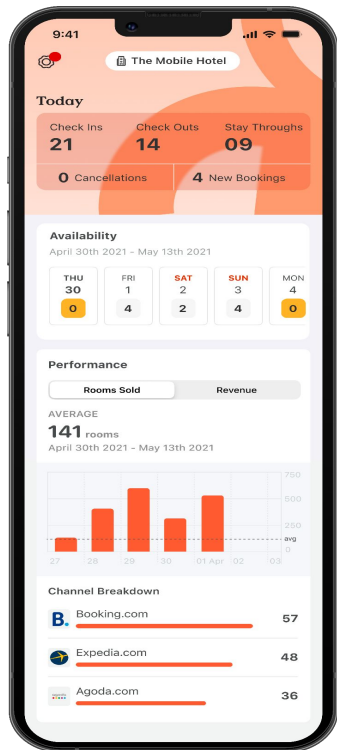 9:41
The Mobile Hotel
Today
Check Ins Check Outs Stay Throughs
21 14 09
0 Cancellations 4 New Bookings
Availability
April 30th 2021 - May 13th 2021
THU FRI SAT SUN MON
30 1 2 3 4
0 4 2 4 0
Performance
Rooms Sold Revenue
AVERAGE
141 rooms
April 30th 2021 - May 13th 2021
750
500
250
avg
0
27 28 29 30 01 Apr 02 03
Channel Breakdown
B. Booking.com 57
Expedia.com 48
agoda Agoda.com 36